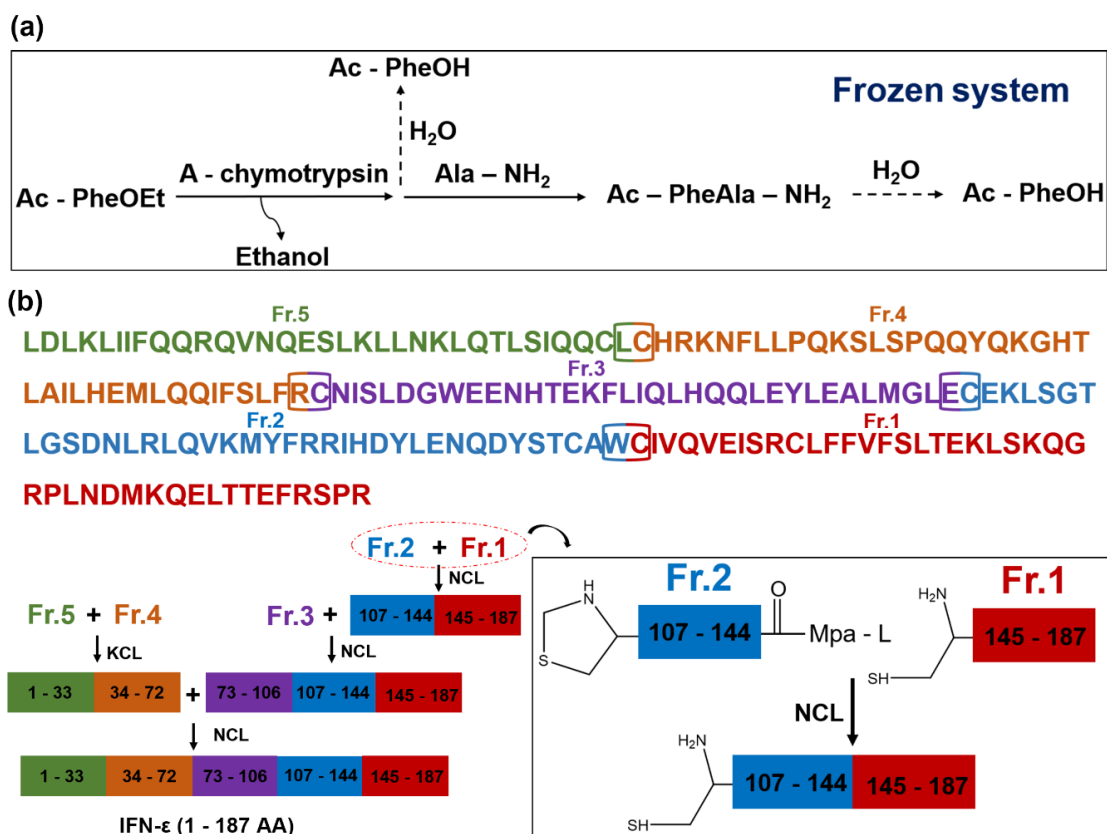 (a)
Ac - PheOH
Frozen system
H2O
A - chymotrypsin
Ala – NH2
H2O
Ac - PheOEt
Ac – PheAla – NH2
Ac - PheOH
Ethanol
(b)
Fr.5
Fr.4
LDLKLIIFQQRQVNQESLKLLNKLQTLSIQQCLCHRKNFLLPQKSLSPQQYQKGHT
Fr.3
LAILHEMLQQIFSLFRCNISLDGWEENHTEKFLIQLHQQLEYLEALMGLECEKLSGT
Fr.2
Fr.1
LGSDNLRLQVKMYFRRIHDYLENQDYSTCAWCIVQVEISRCLFFVFSLTEKLSKQG
RPLNDMKQELTTEFRSPR
Fr.2 + Fr.1
NCL
107 - 144 145 - 187
Fr.5 + Fr.4
Fr.3 +
KCL
NCL
1 - 33 34 - 72 + 73 - 106 107 - 144 145 - 187
NCL
1 - 33 34 - 72 73 - 106 107 - 144 145 - 187
IFN-ε (1 - 187 AA)
Fr.2
Fr.1
H
N
O
H2N
107 - 144
Mpa - L
145 - 187
S
SH
NCL
H2N
107 - 144 145 - 187
SH